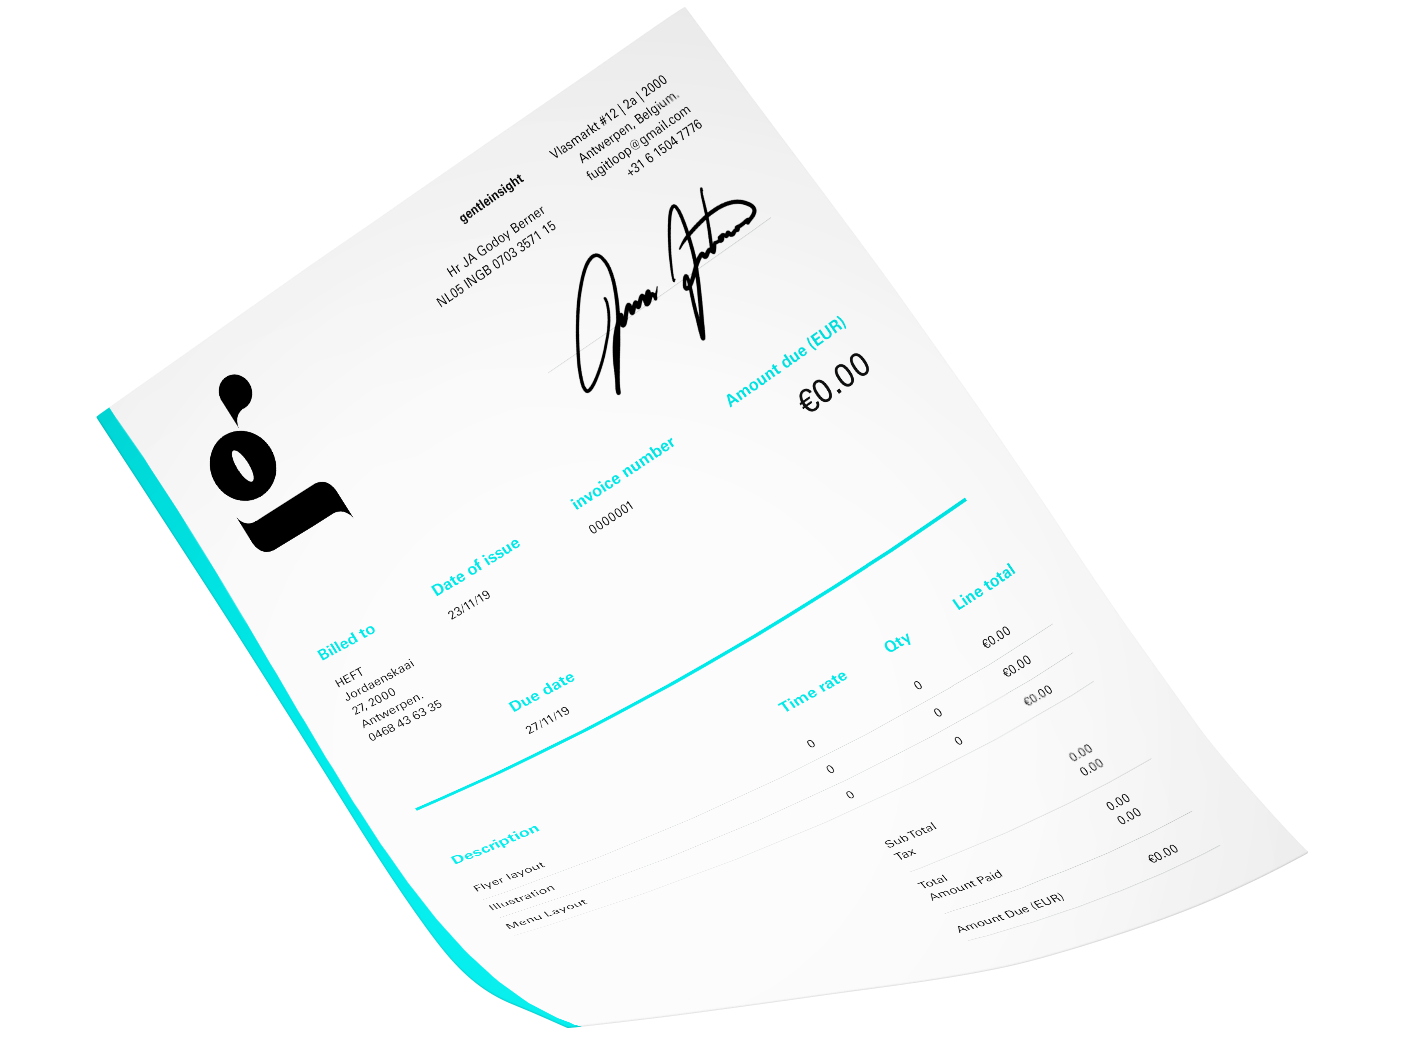 gentleinsight
Hr JA Godoy Berner
NL05 INGB 0703 3571 15
Vlasmarkt #12 | 2a | 2000
Antwerpen, Belgium.
fugitloop@gmail.com
+31 6 1504 7776
Billed to
HEFT
Jordaenskaai
27, 2000
Antwerpen.
0468 43 63 35
Date of issue
23/11/19
Due date
27/11/19
invoice number
0000001
Amount due (EUR)
€0.00
Description Time rate Qty Line total
Flyer layout 0 0 €0.00
Illustration 0 0 €0.00
Menu Layout 0 0 €0.00
Sub Total 0.00
Tax 0.00
Total 0.00
Amount Paid 0.00
Amount Due (EUR) €0.00